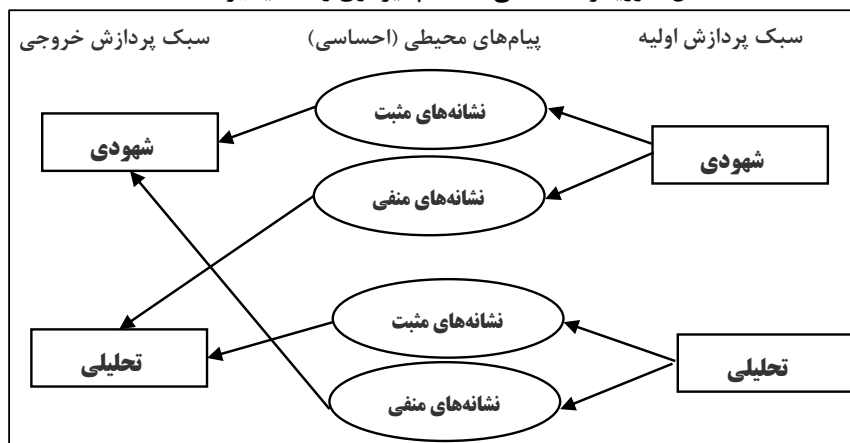 سبک پردازش اولیه پیام‌های محیطی (احساسی) سبک پردازش خروجی
نشانه‌های مثبت
شهودی شهودی
نشانه‌های منفی
نشانه‌های مثبت
تحلیلی تحلیلی
نشانه‌های منفی